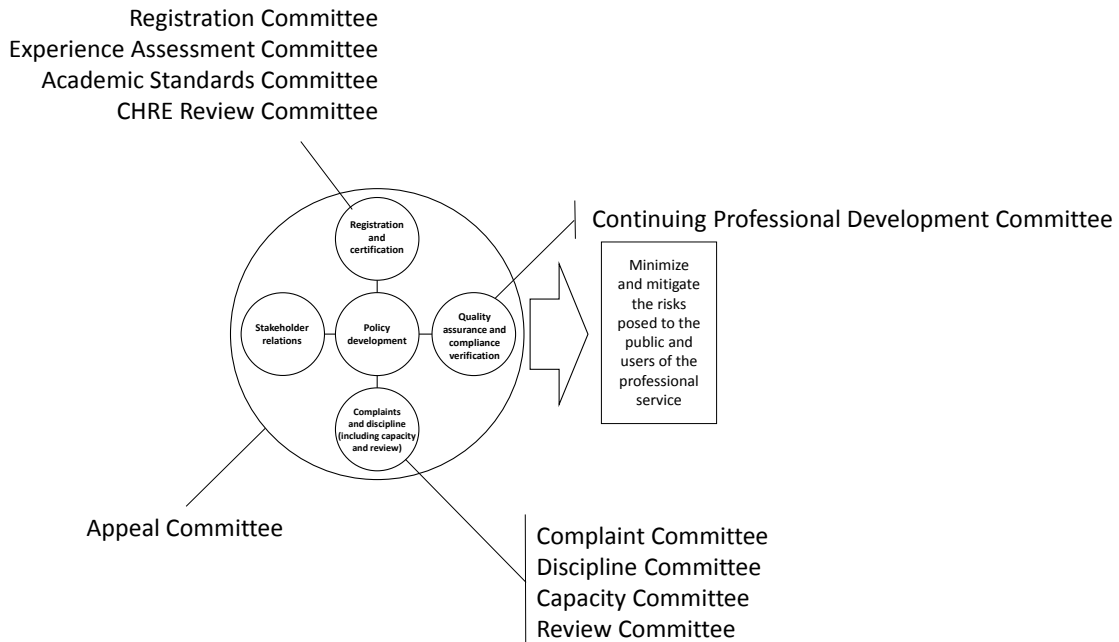 Registration Committee
Experience Assessment Committee
Academic Standards Committee
CHRE Review Committee
Registration
and
certification
Continuing Professional Development Committee
Minimize
and mitigate
the risks
posed to the
public and
users of the
professional
service
Stakeholder
relations
Policy
development
Quality
assurance and
compliance
verification
Complaints
and discipline
(including capacity
and review)
Appeal Committee
Complaint Committee
Discipline Committee
Capacity Committee
Review Committee